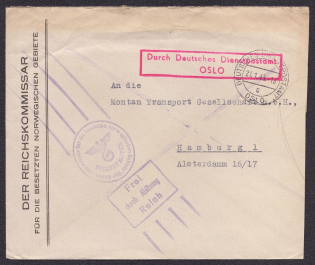 DER REICHSKOMMISSAR
FÜR DIE BESETZTEN NORWEGISCHEN GEBIETE
Durch Deutsches Dienstpostamt
OSLO
An die
Montan Transport Gesellschaft m.b.H.,
Hamburg 1
Alsterdamm 16/17
Frei
durch Ablösung
Reich